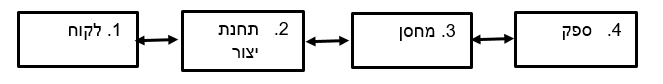 1. לקוח
2. תחנת
יצור
3. מחסן
4. ספק